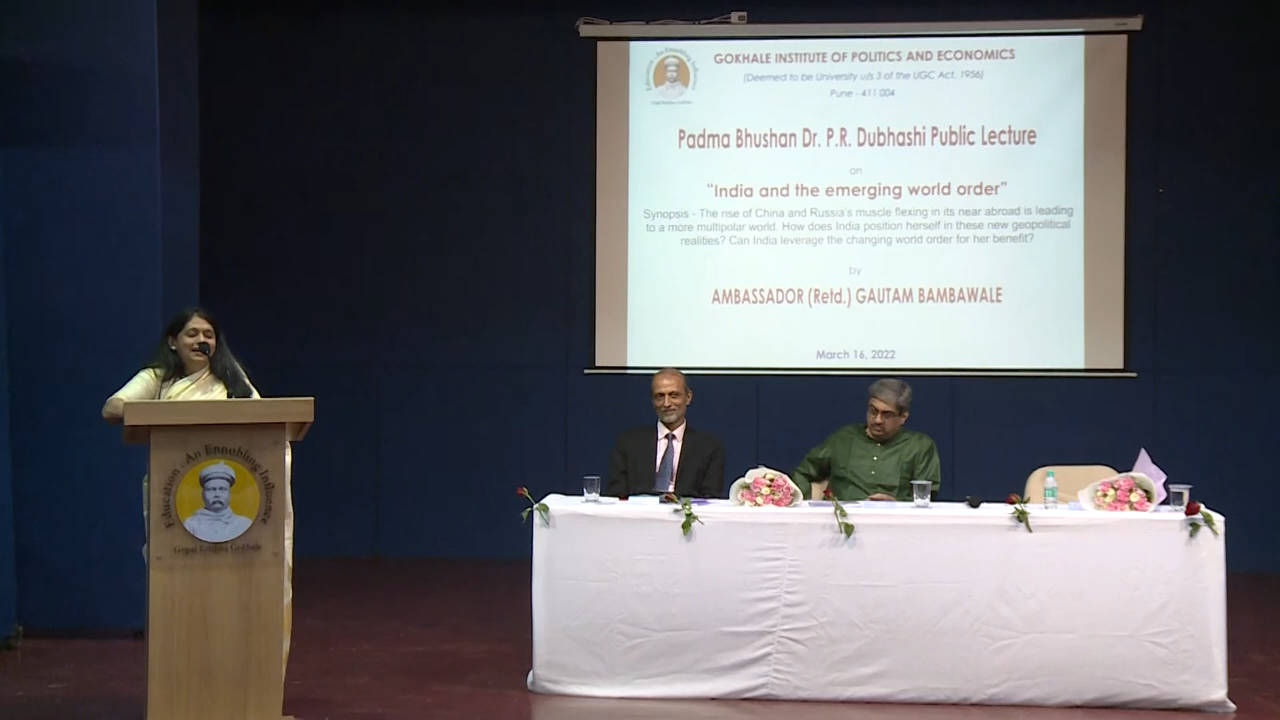 GOKHALE INSTITUTE OF POLITICS AND ECONOMICS
(Deemed to be University u/s 3 of the UGC Act, 1956)
Pune - 411 004
Padma Bhushan Dr. P.R. Dubhashi Public Lecture
on
“India and the emerging world order”
Synopsis - The rise of China and Russia's muscle flexing in its near abroad is leading
to a more multipolar world. How does India position herself in these new geopolitical
realities? Can India leverage the changing world order for her benefit?
by
AMBASSADOR (Retd.) GAUTAM BAMBAWALE
March 16, 2022
Education - An Ennobling Influence
Gopal Krishna Gokhale